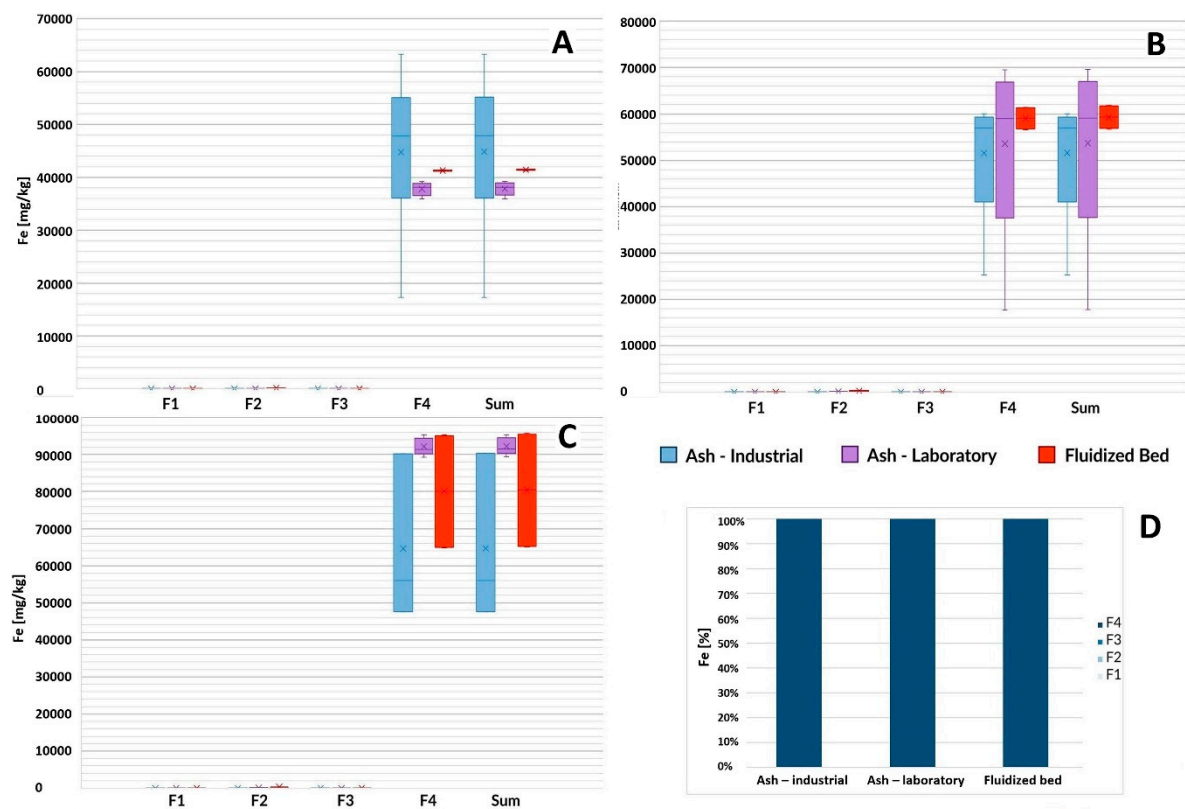 A
Fe [mg/kg]
70000
60000
50000
40000
30000
20000
10000
0
F1 F2 F3 F4 Sum
B
80000
70000
60000
50000
40000
30000
20000
10000
0
F1 F2 F3 F4 Sum
C
Fe [mg/kg]
100000
90000
80000
70000
60000
50000
40000
30000
20000
10000
0
F1 F2 F3 F4 Sum
Ash - Industrial Ash - Laboratory Fluidized Bed
D
Fe [%]
100%
90%
80%
70%
60%
50%
40%
30%
20%
10%
0%
Ash – industrial Ash – laboratory Fluidized bed
F4
F3
F2
F1